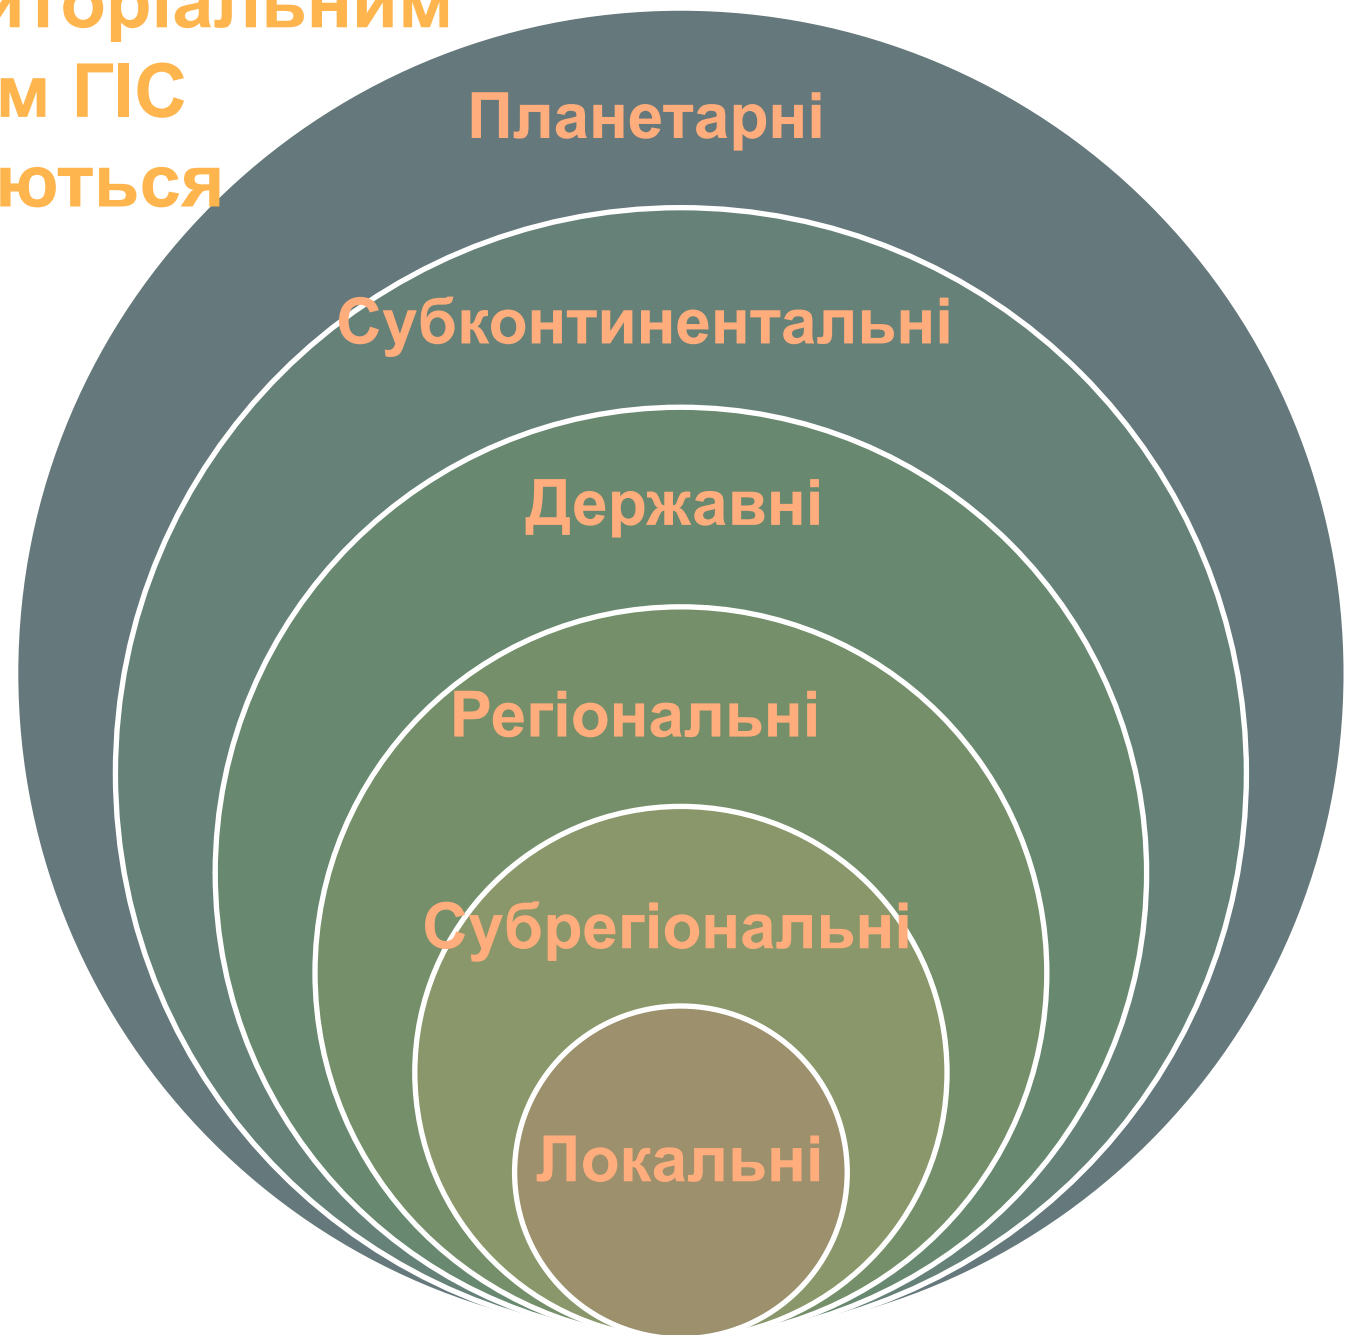 иторіальним
м ГІС
ються
Планетарні
Субконтинентальні
Державні
Регіональні
Субрегіональні
Локальні